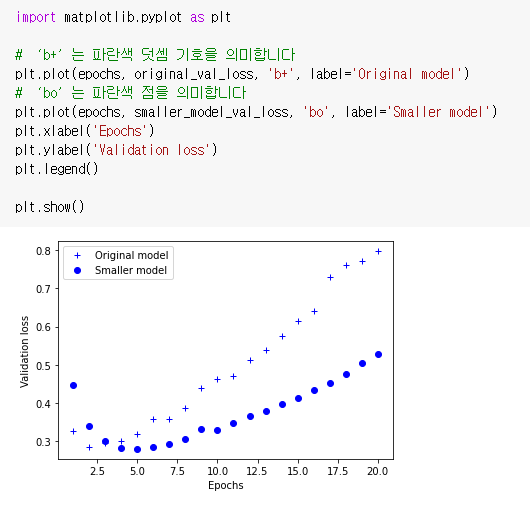 import matplotlib.pyplot as plt
# ‘b+’ 는 파란색 덧셈 기호을 의미합니다
plt.plot(epochs, original_val_loss, 'b+', label='Original model')
# ‘bo’ 는 파란색 점을 의미합니다
plt.plot(epochs, smaller_model_val_loss, 'bo', label='Smaller model')
plt.xlabel('Epochs')
plt.ylabel('Validation loss')
plt.legend()
plt.show()
Original model
Smaller model
0.8
0.7
0.6
0.5
0.4
0.3
Validation loss
2.5 5.0 7.5 10.0 12.5 15.0 17.5 20.0
Epochs